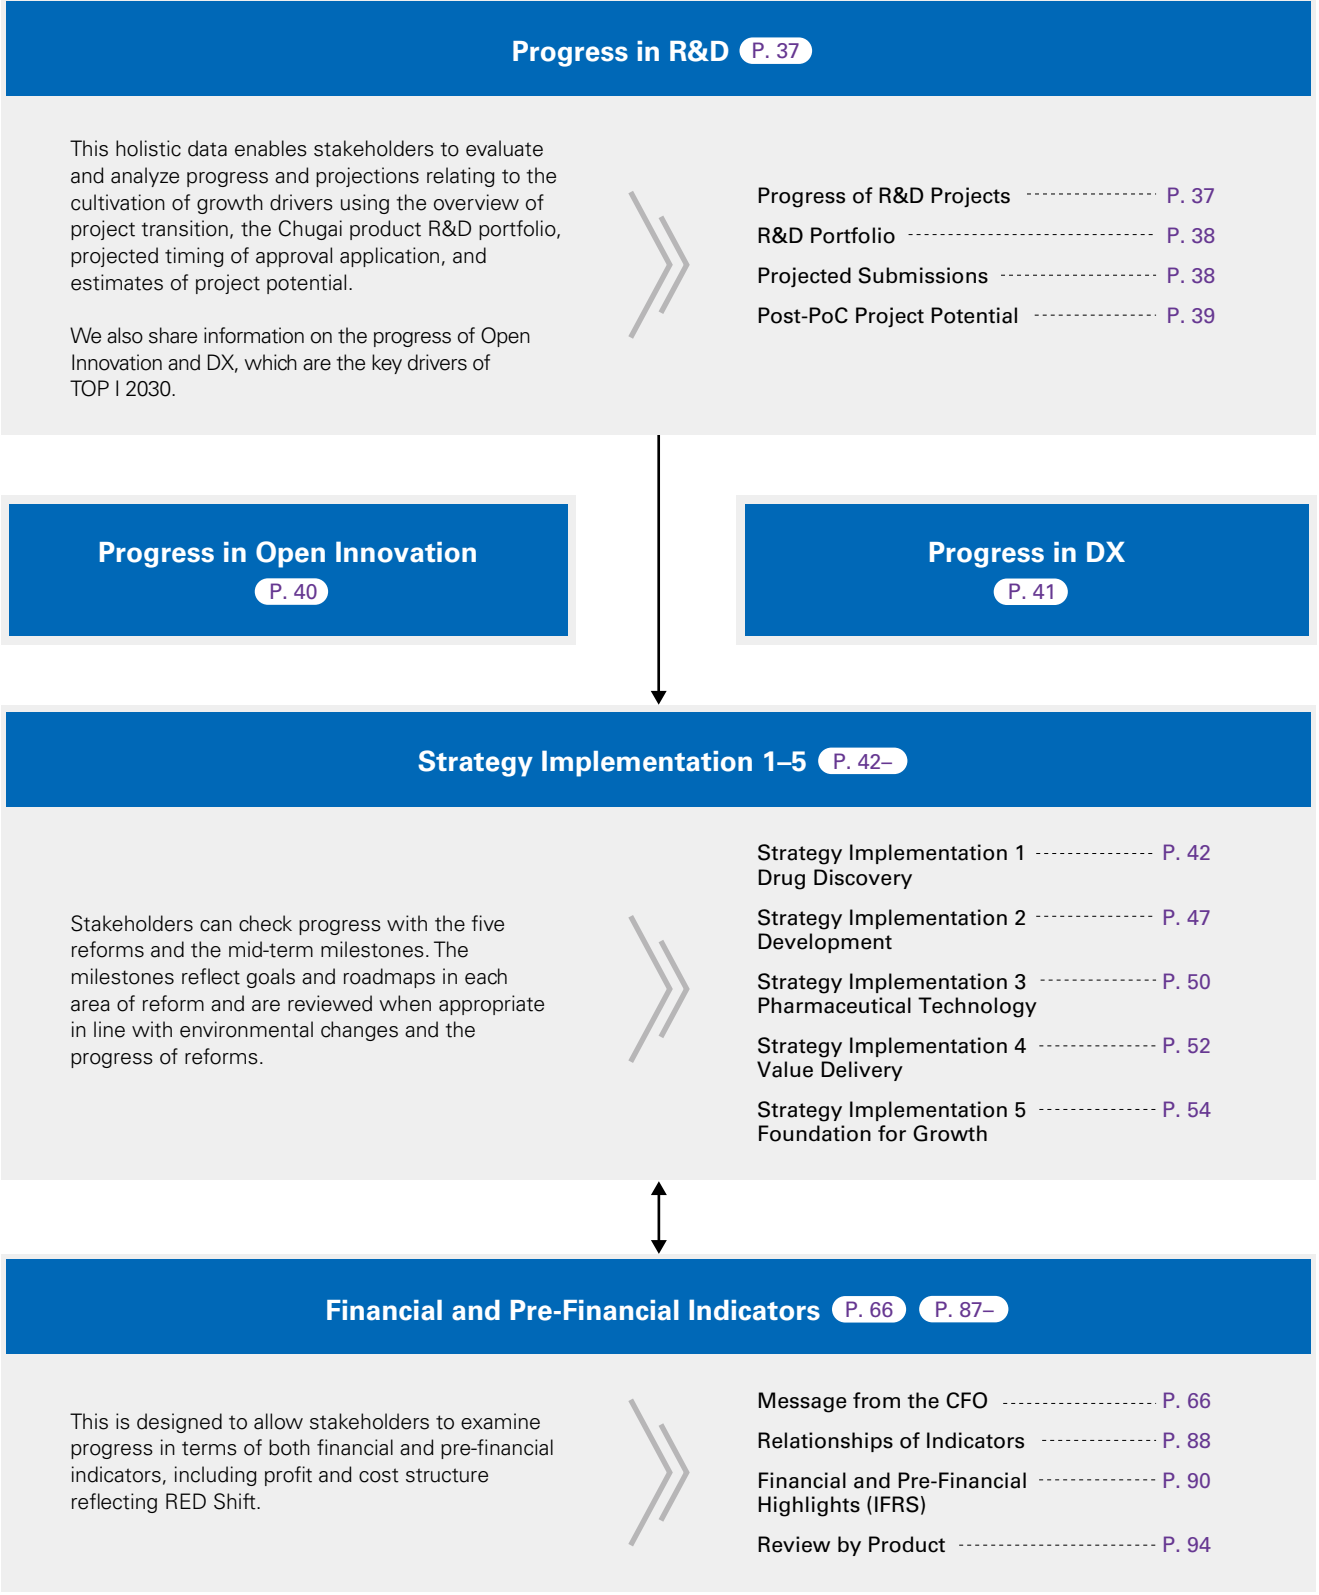 Progress in R&D P. 37
This holistic data enables stakeholders to evaluate
and analyze progress and projections relating to the
cultivation of growth drivers using the overview of
project transition, the Chugai product R&D portfolio,
projected timing of approval application, and
estimates of project potential.
We also share information on the progress of Open
Innovation and DX, which are the key drivers of
TOP I 2030.
Progress of R&D Projects P. 37
R&D Portfolio P. 38
Projected Submissions P. 38
Post-PoC Project Potential P. 39
Progress in Open Innovation
P. 40
Progress in DX
P. 41
Strategy Implementation 1–5 P. 42–
Stakeholders can check progress with the five
reforms and the mid-term milestones. The
milestones reflect goals and roadmaps in each
area of reform and are reviewed when appropriate
in line with environmental changes and the
progress of reforms.
Strategy Implementation 1 P. 42
Drug Discovery
Strategy Implementation 2 P. 47
Development
Strategy Implementation 3 P. 50
Pharmaceutical Technology
Strategy Implementation 4 P. 52
Value Delivery
Strategy Implementation 5 P. 54
Foundation for Growth
Financial and Pre-Financial Indicators P. 66 P. 87–
This is designed to allow stakeholders to examine
progress in terms of both financial and pre-financial
indicators, including profit and cost structure
reflecting RED Shift.
Message from the CFO P. 66
Relationships of Indicators P. 88
Financial and Pre-Financial P. 90
Highlights (IFRS)
Review by Product P. 94